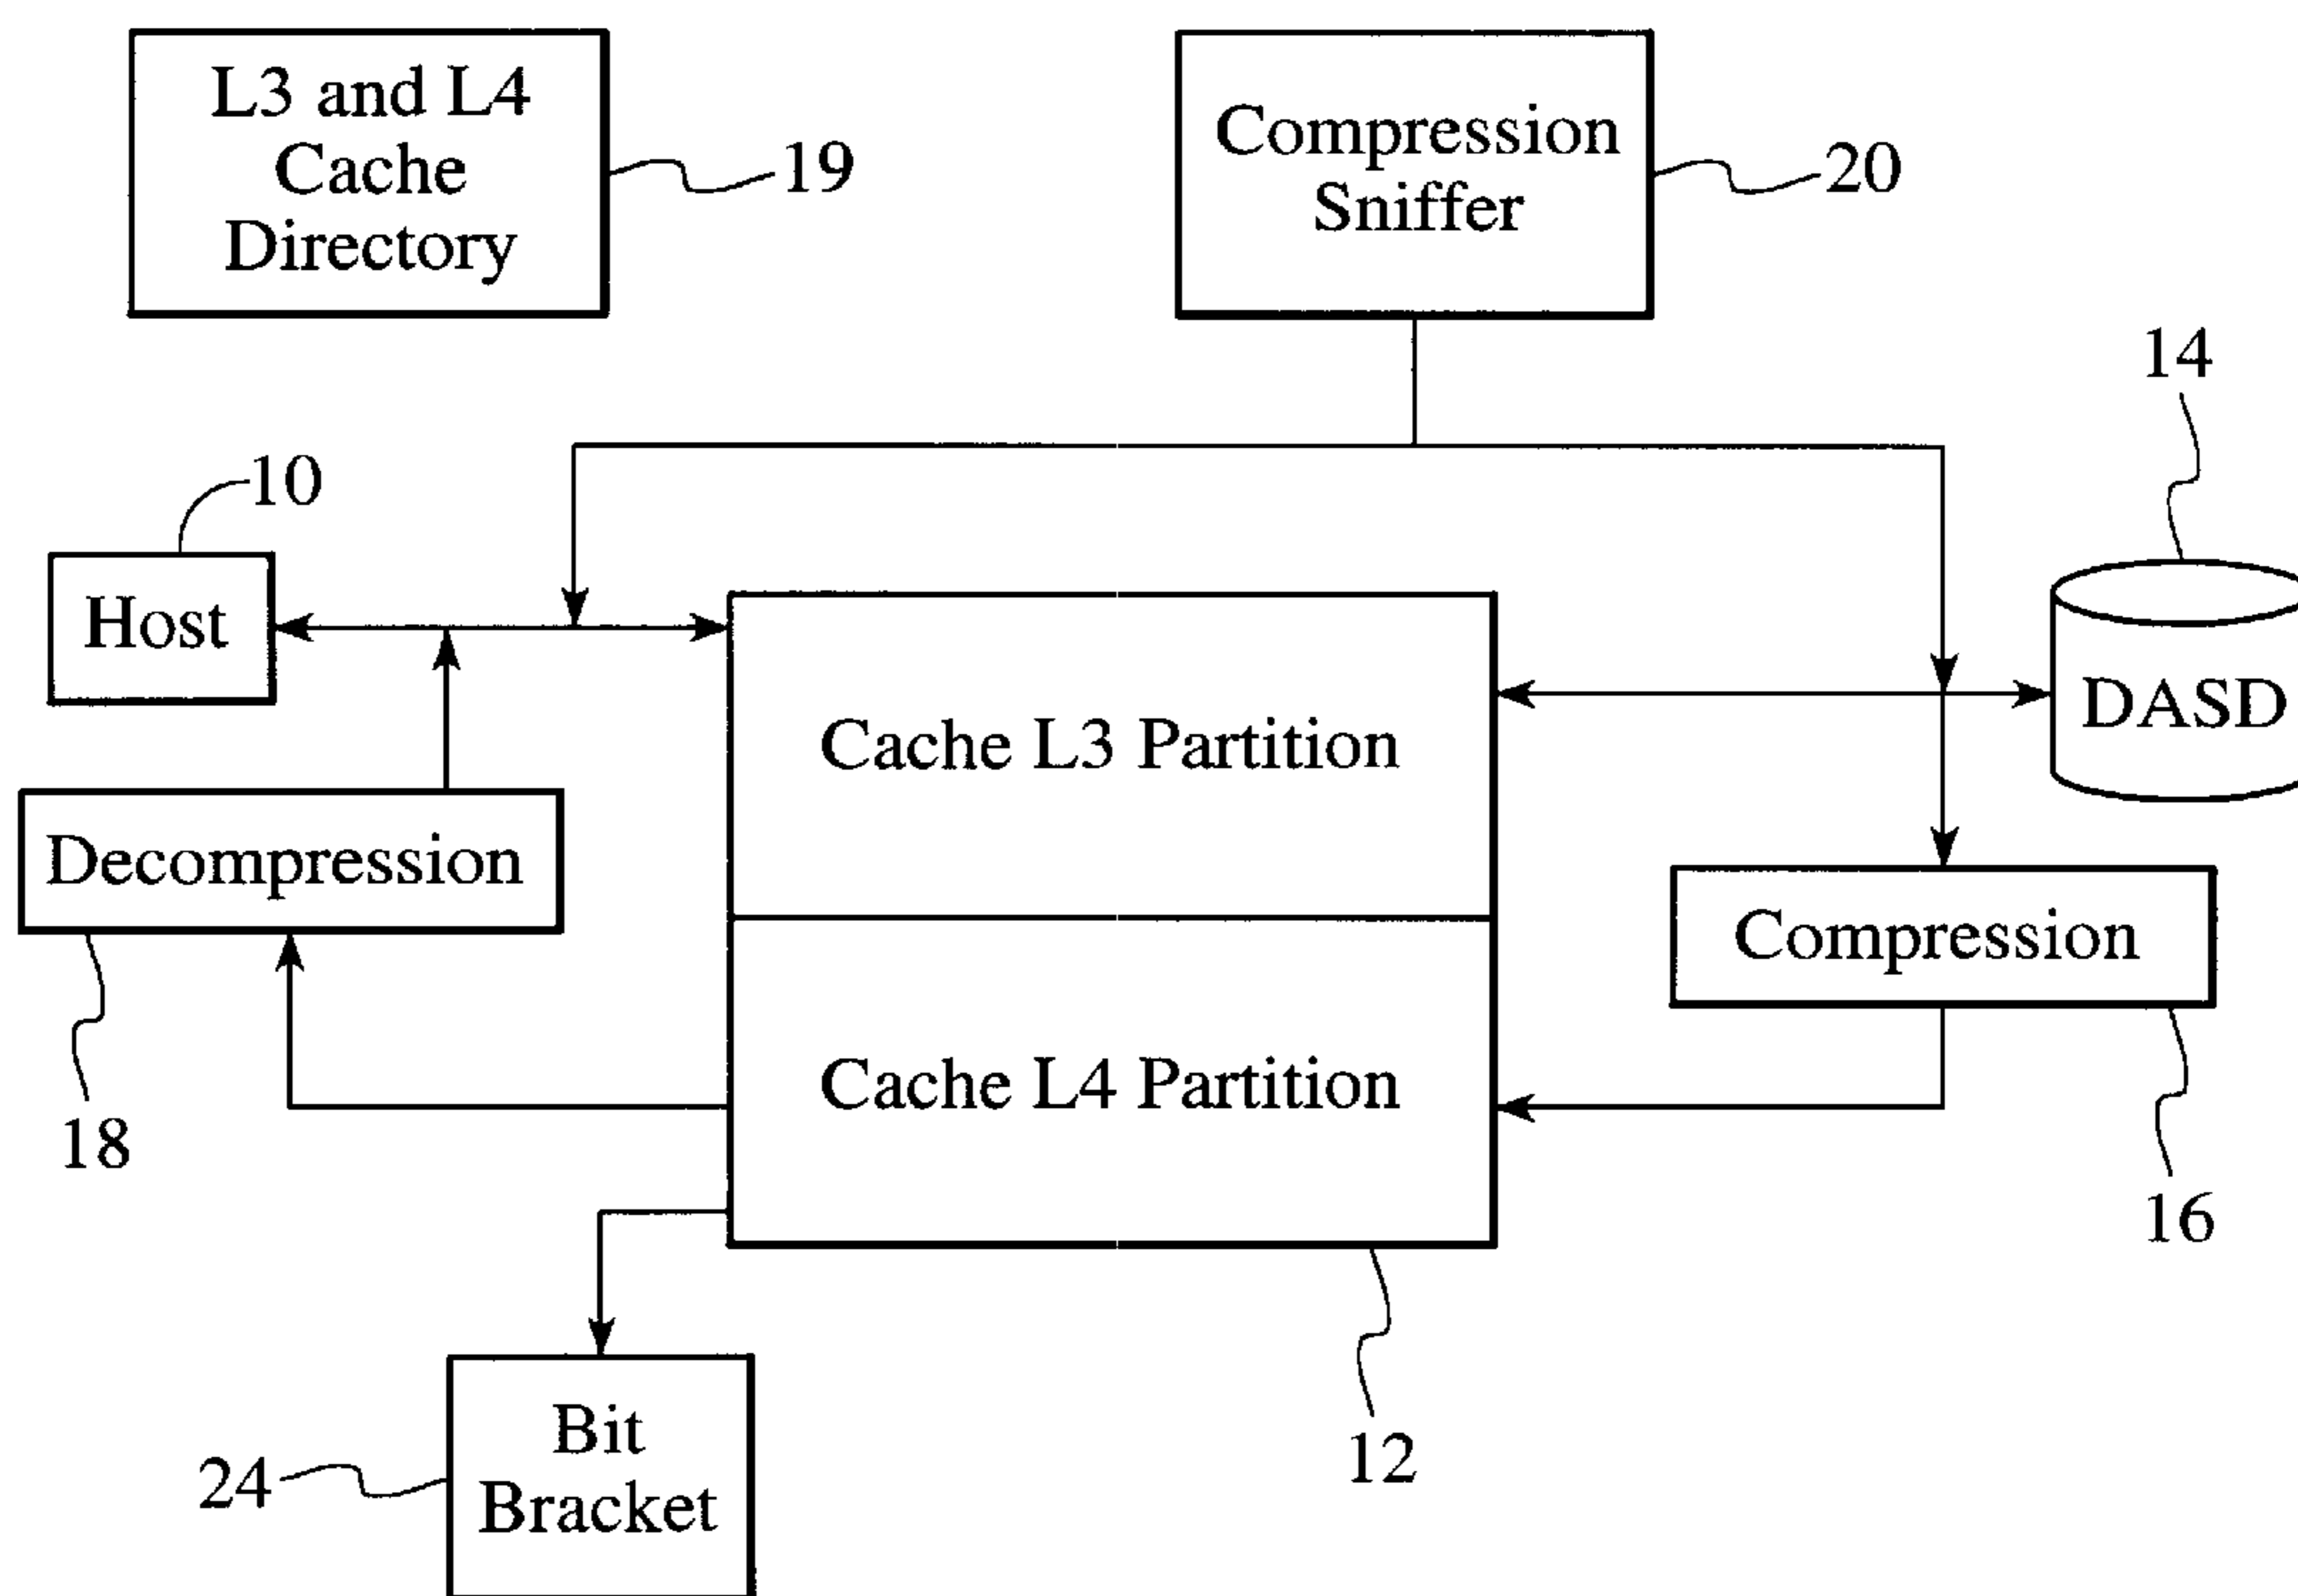 L3 and L4
Cache
Directory
19
Compression
Sniffer
20
14
10
Host
Cache L3 Partition
DASD
Decompression
Compression
18
Cache L4 Partition
16
Bit
Bracket
24
12